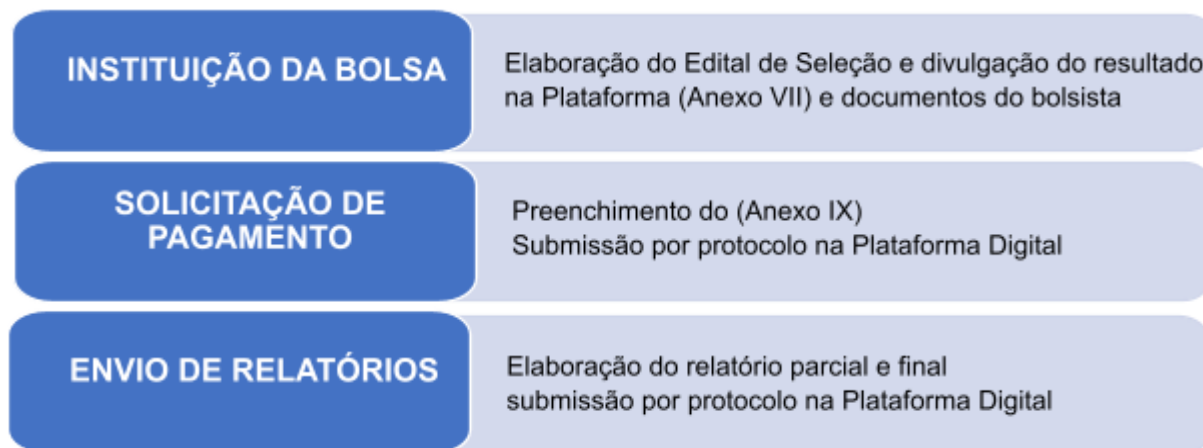 INSTITUIÇÃO DA BOLSA
Elaboração do Edital de Seleção e divulgação do resultado
na Plataforma (Anexo VII) e documentos do bolsista
SOLICITAÇÃO DE
PAGAMENTO
Preenchimento do (Anexo IX)
Submissão por protocolo na Plataforma Digital
ENVIO DE RELATÓRIOS
Elaboração do relatório parcial e final
submissão por protocolo na Plataforma Digital